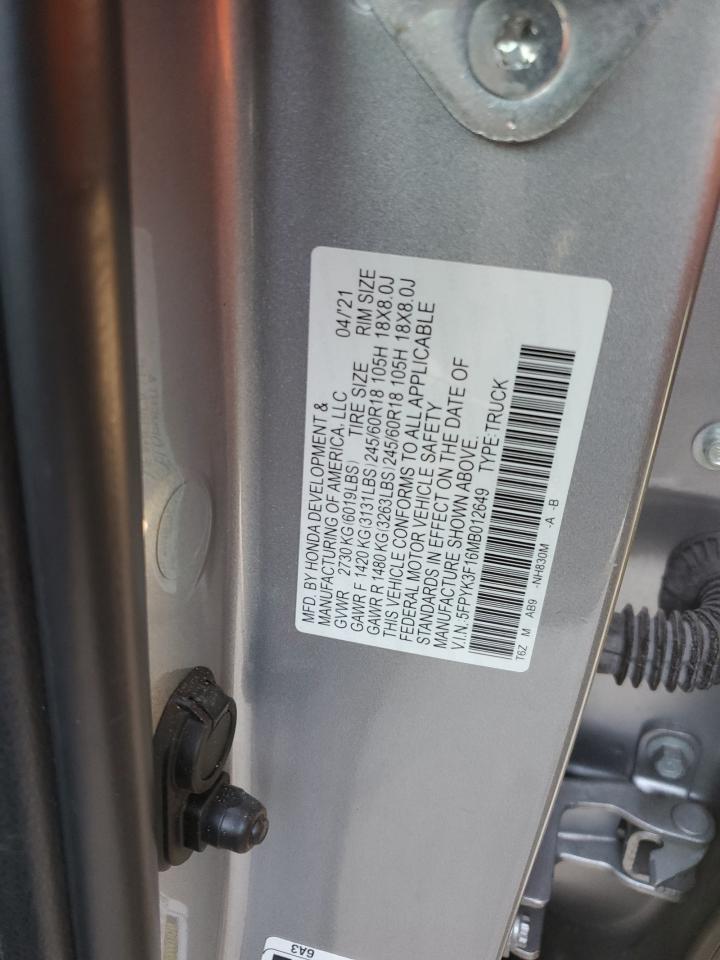 MFD. BY HONDA DEVELOPMENT &
MANUFACTURING OF AMERICA, LLC 04/'21
GVWR 2730 KG(6019LBS) TIRE SIZE RIM SIZE
GAWR F 1420 KG(3131LBS)245/60R18 105H 18X8.0J
GAWR R 1480 KG(3263LBS)245/60R18 105H 18X8.0J
THIS VEHICLE CONFORMS TO ALL APPLICABLE
FEDERAL MOTOR VEHICLE SAFETY
STANDARDS IN EFFECT ON THE DATE OF
MANUFACTURE SHOWN ABOVE.
V.I.N.:5FPYK3F16MB012649 TYPE:TRUCK
T6Z M AB9 -NH830M -A -B
6A3